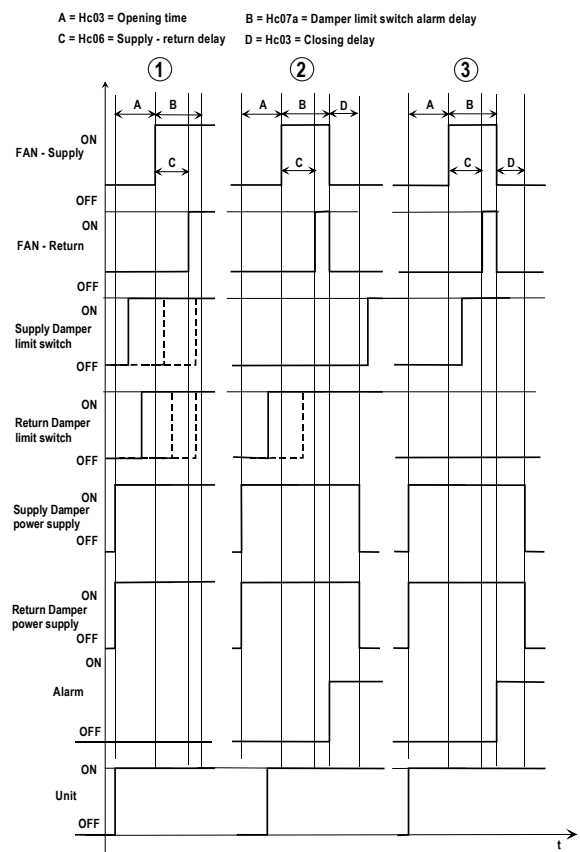 A = Hc03 = Opening time B = Hc07a = Damper limit switch alarm delay
C = Hc06 = Supply - return delay D = Hc03 = Closing delay
1 2 3
A B A B D A B
ON
FAN - Supply
C C C D
OFF
ON
FAN - Return
OFF
ON
Supply Damper
limit switch
OFF
ON
Return Damper
limit switch
OFF
ON
Supply Damper
power supply
OFF
ON
Return Damper
power supply
OFF
ON
Alarm
OFF
ON
Unit
OFF
t